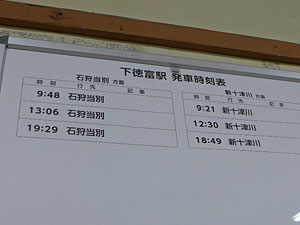 下徳富駅 発車時刻表
石狩当別 方面
時刻 行先 記事
9:48 石狩当別
13:06 石狩当別
19:29 石狩当別
新十津川 方面
時刻 行先 記事
9:21 新十津川
12:30 新十津川
18:49 新十津川